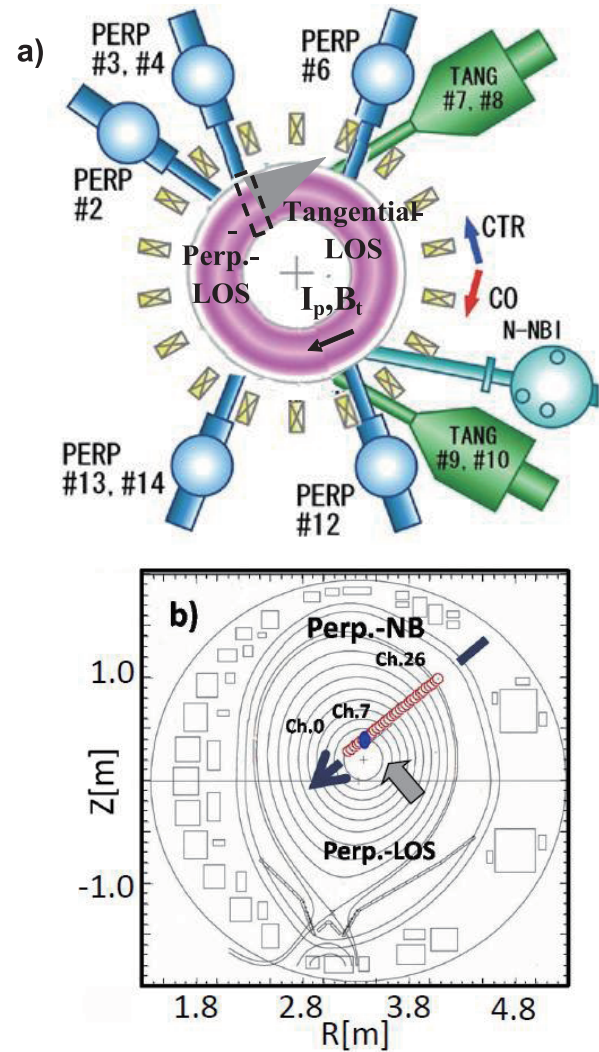 a)
PERP
#3, #4
PERP
#6
TANG
#7, #8
PERP
#2
Tangential-
LOS
Perp.-
LOS
CTR
CO
Ip,Bt
N-NBI
PERP
#13, #14
PERP
#12
TANG
#9, #10
b)
Perp.-NB
Ch.26
Ch.7
Ch.0
Perp.-LOS
1.0
-1.0
Z[m]
1.8 2.8 3.8 4.8
R[m]